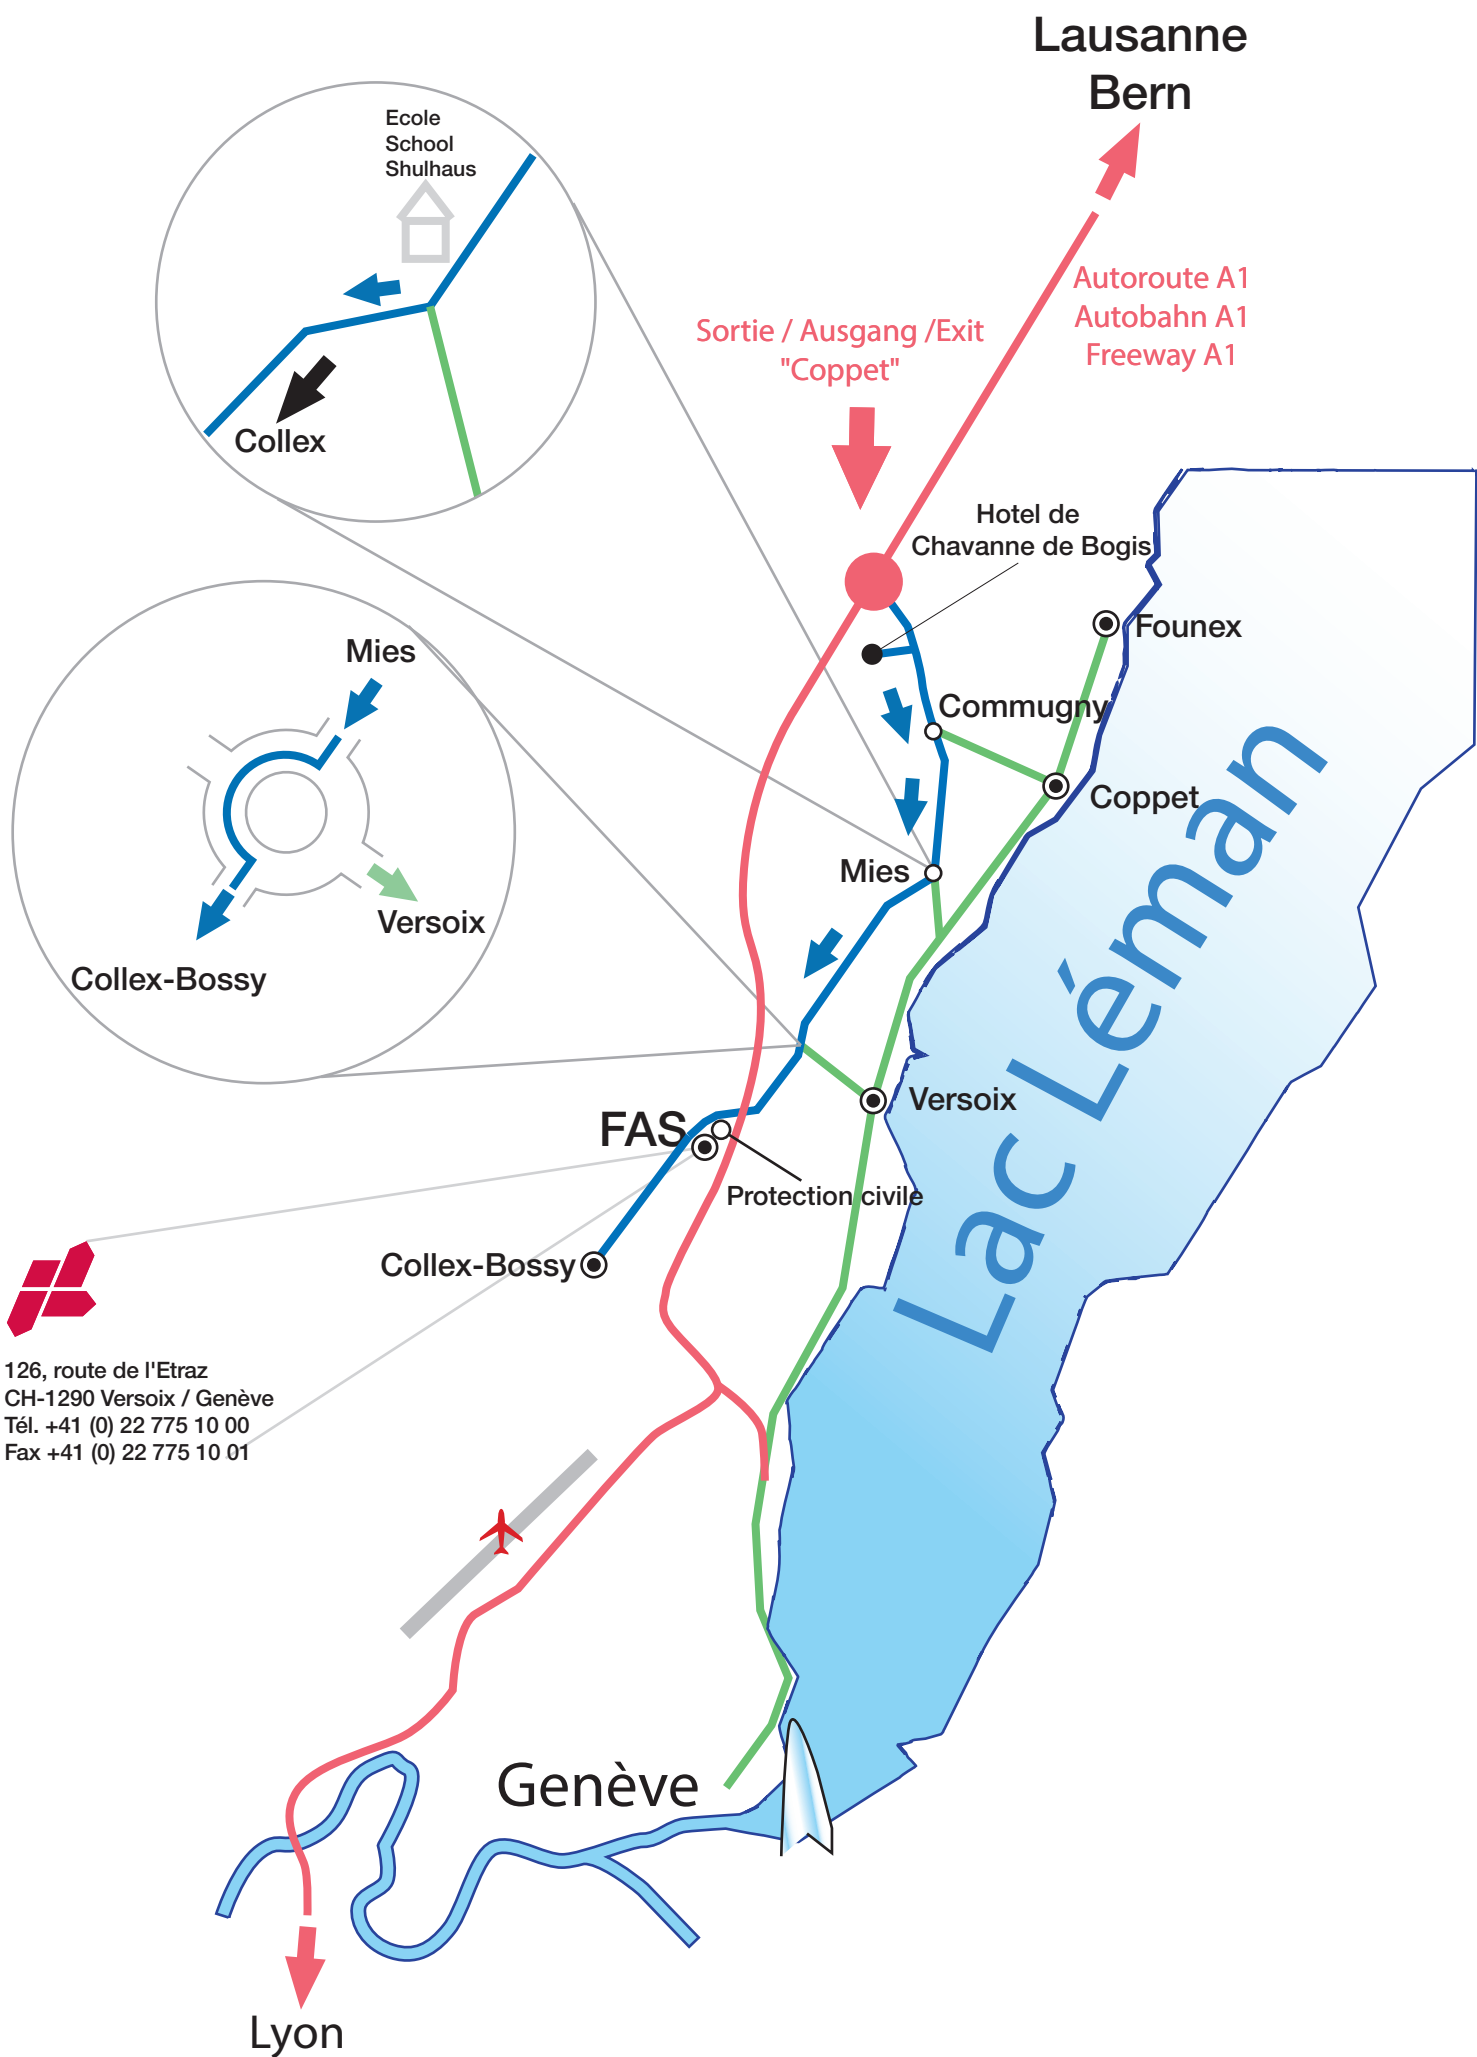 Lausanne
Bern
Ecole
School
Shulhaus
Collex
Autoroute A1
Autobahn A1
Freeway A1
Sortie / Ausgang /Exit
"Coppet"
Hotel de
Chavanne de Bogis
Founex
Mies
Commugny
Coppet
Mies
Versoix
Collex-Bossy
Lac Léman
Versoix
FAS
Protection civile
Collex-Bossy
126, route de l'Etraz
CH-1290 Versoix / Genève
Tél. +41 (0) 22 775 10 00
Fax +41 (0) 22 775 10 01
Genève
Lyon